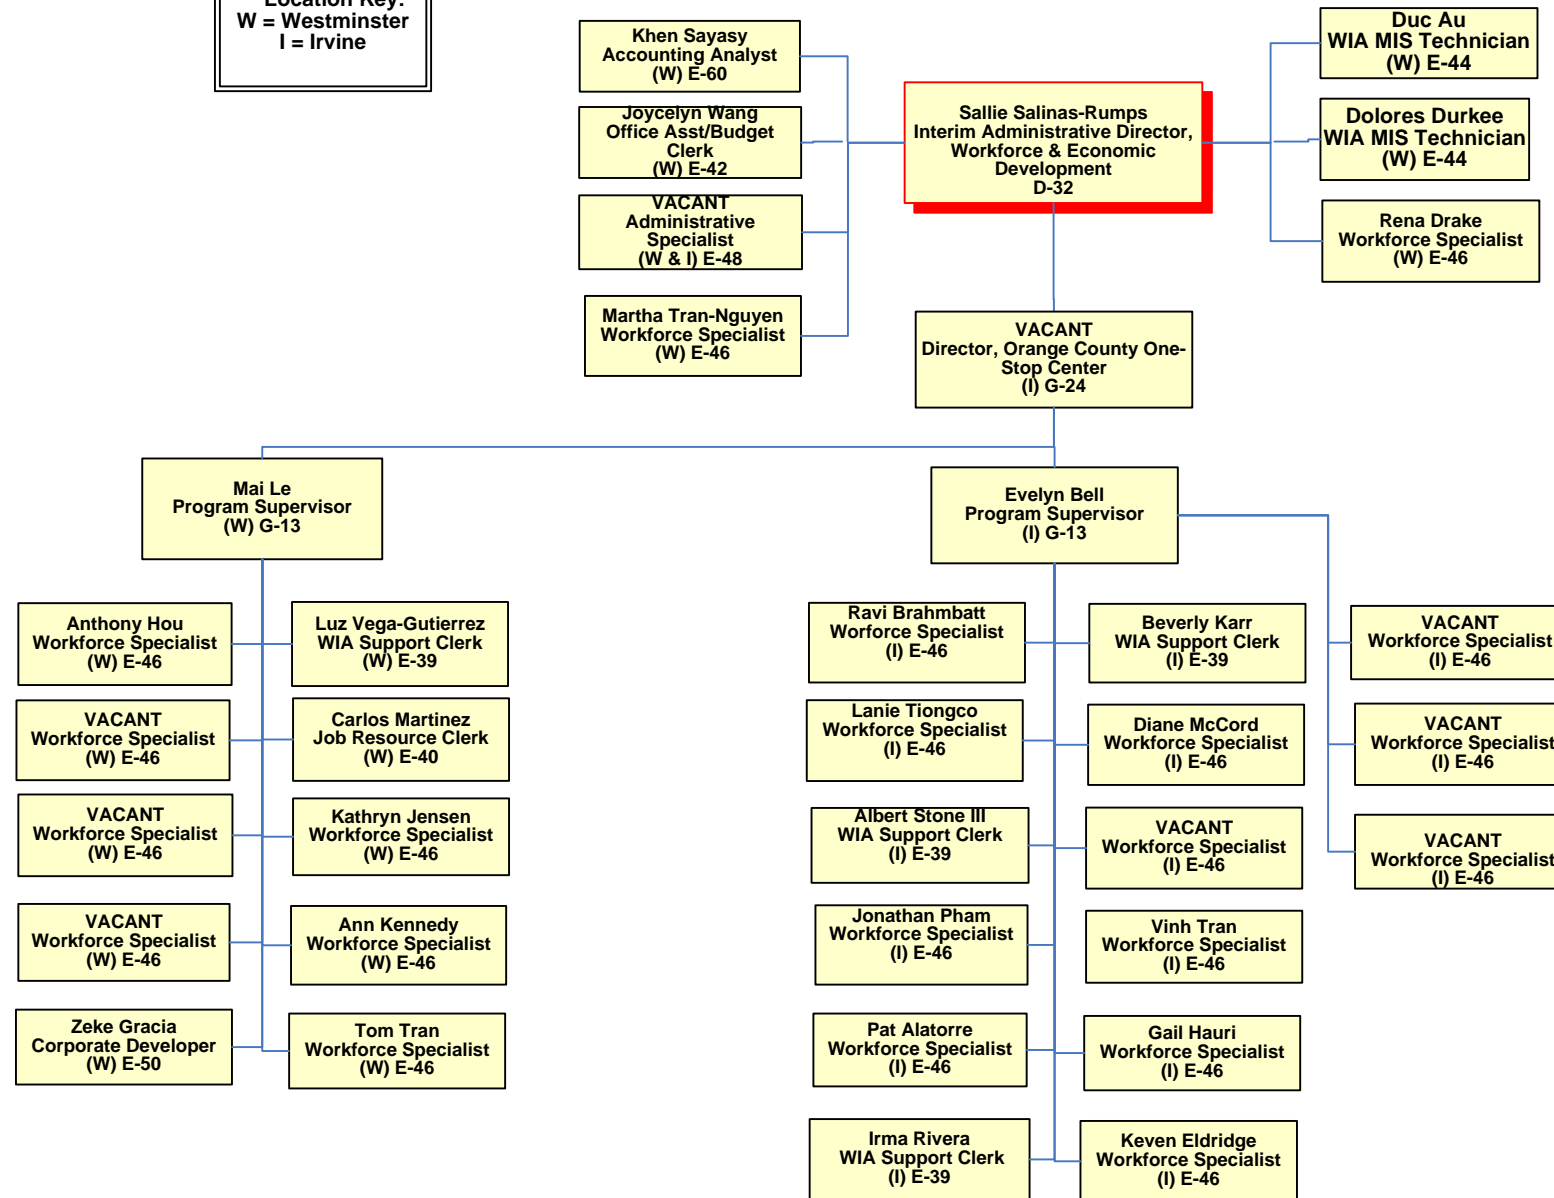 Location Key:
W = Westminster
I = Irvine
Khen Sayasy
Accounting Analyst
(W) E-60
Joycelyn Wang
Office Asst/Budget
Clerk
(W) E-42
VACANT
Administrative
Specialist
(W & I) E-48
Martha Tran-Nguyen
Workforce Specialist
(W) E-46
Sallie Salinas-Rumps
Interim Administrative Director,
Workforce & Economic
Development
D-32
Duc Au
WIA MIS Technician
(W) E-44
Dolores Durkee
WIA MIS Technician
(W) E-44
Rena Drake
Workforce Specialist
(W) E-46
VACANT
Director, Orange County One-
Stop Center
(I) G-24
Mai Le
Program Supervisor
(W) G-13
Evelyn Bell
Program Supervisor
(I) G-13
Anthony Hou
Workforce Specialist
(W) E-46
Luz Vega-Gutierrez
WIA Support Clerk
(W) E-39
VACANT
Workforce Specialist
(W) E-46
Carlos Martinez
Job Resource Clerk
(W) E-40
VACANT
Workforce Specialist
(W) E-46
Kathryn Jensen
Workforce Specialist
(W) E-46
VACANT
Workforce Specialist
(W) E-46
Ann Kennedy
Workforce Specialist
(W) E-46
Zeke Gracia
Corporate Developer
(W) E-50
Tom Tran
Workforce Specialist
(W) E-46
Ravi Brahmbatt
Worforce Specialist
(I) E-46
Beverly Karr
WIA Support Clerk
(I) E-39
VACANT
Workforce Specialist
(I) E-46
Lanie Tiongco
Workforce Specialist
(I) E-46
Diane McCord
Workforce Specialist
(I) E-46
VACANT
Workforce Specialist
(I) E-46
Albert Stone III
WIA Support Clerk
(I) E-39
VACANT
Workforce Specialist
(I) E-46
VACANT
Workforce Specialist
(I) E-46
Jonathan Pham
Workforce Specialist
(I) E-46
Vinh Tran
Workforce Specialist
(I) E-46
Pat Alatorre
Workforce Specialist
(I) E-46
Gail Hauri
Workforce Specialist
(I) E-46
Irma Rivera
WIA Support Clerk
(I) E-39
Keven Eldridge
Workforce Specialist
(I) E-46